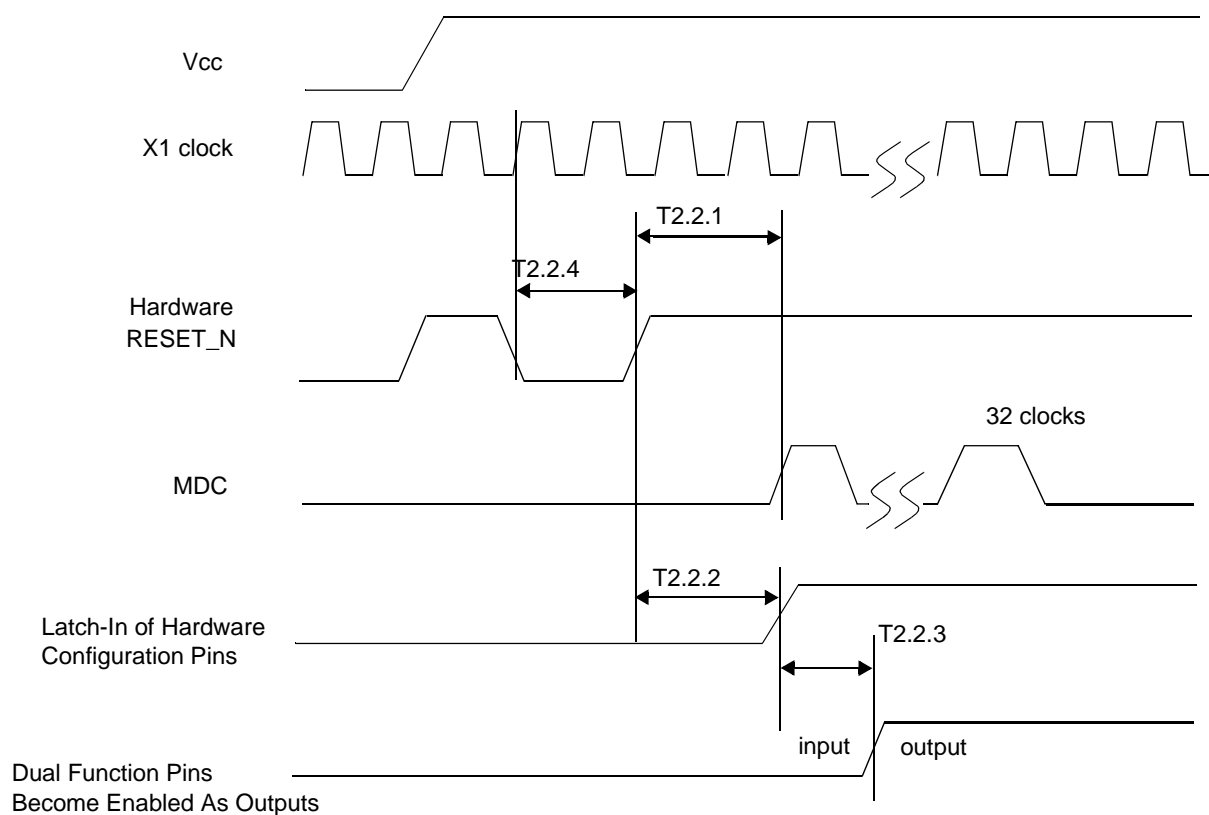 Vcc
X1 clock
T2.2.1
T2.2.4
Hardware
RESET_N
32 clocks
MDC
T2.2.2
Latch-In of Hardware
Configuration Pins
T2.2.3
input
output
Dual Function Pins
Become Enabled As Outputs